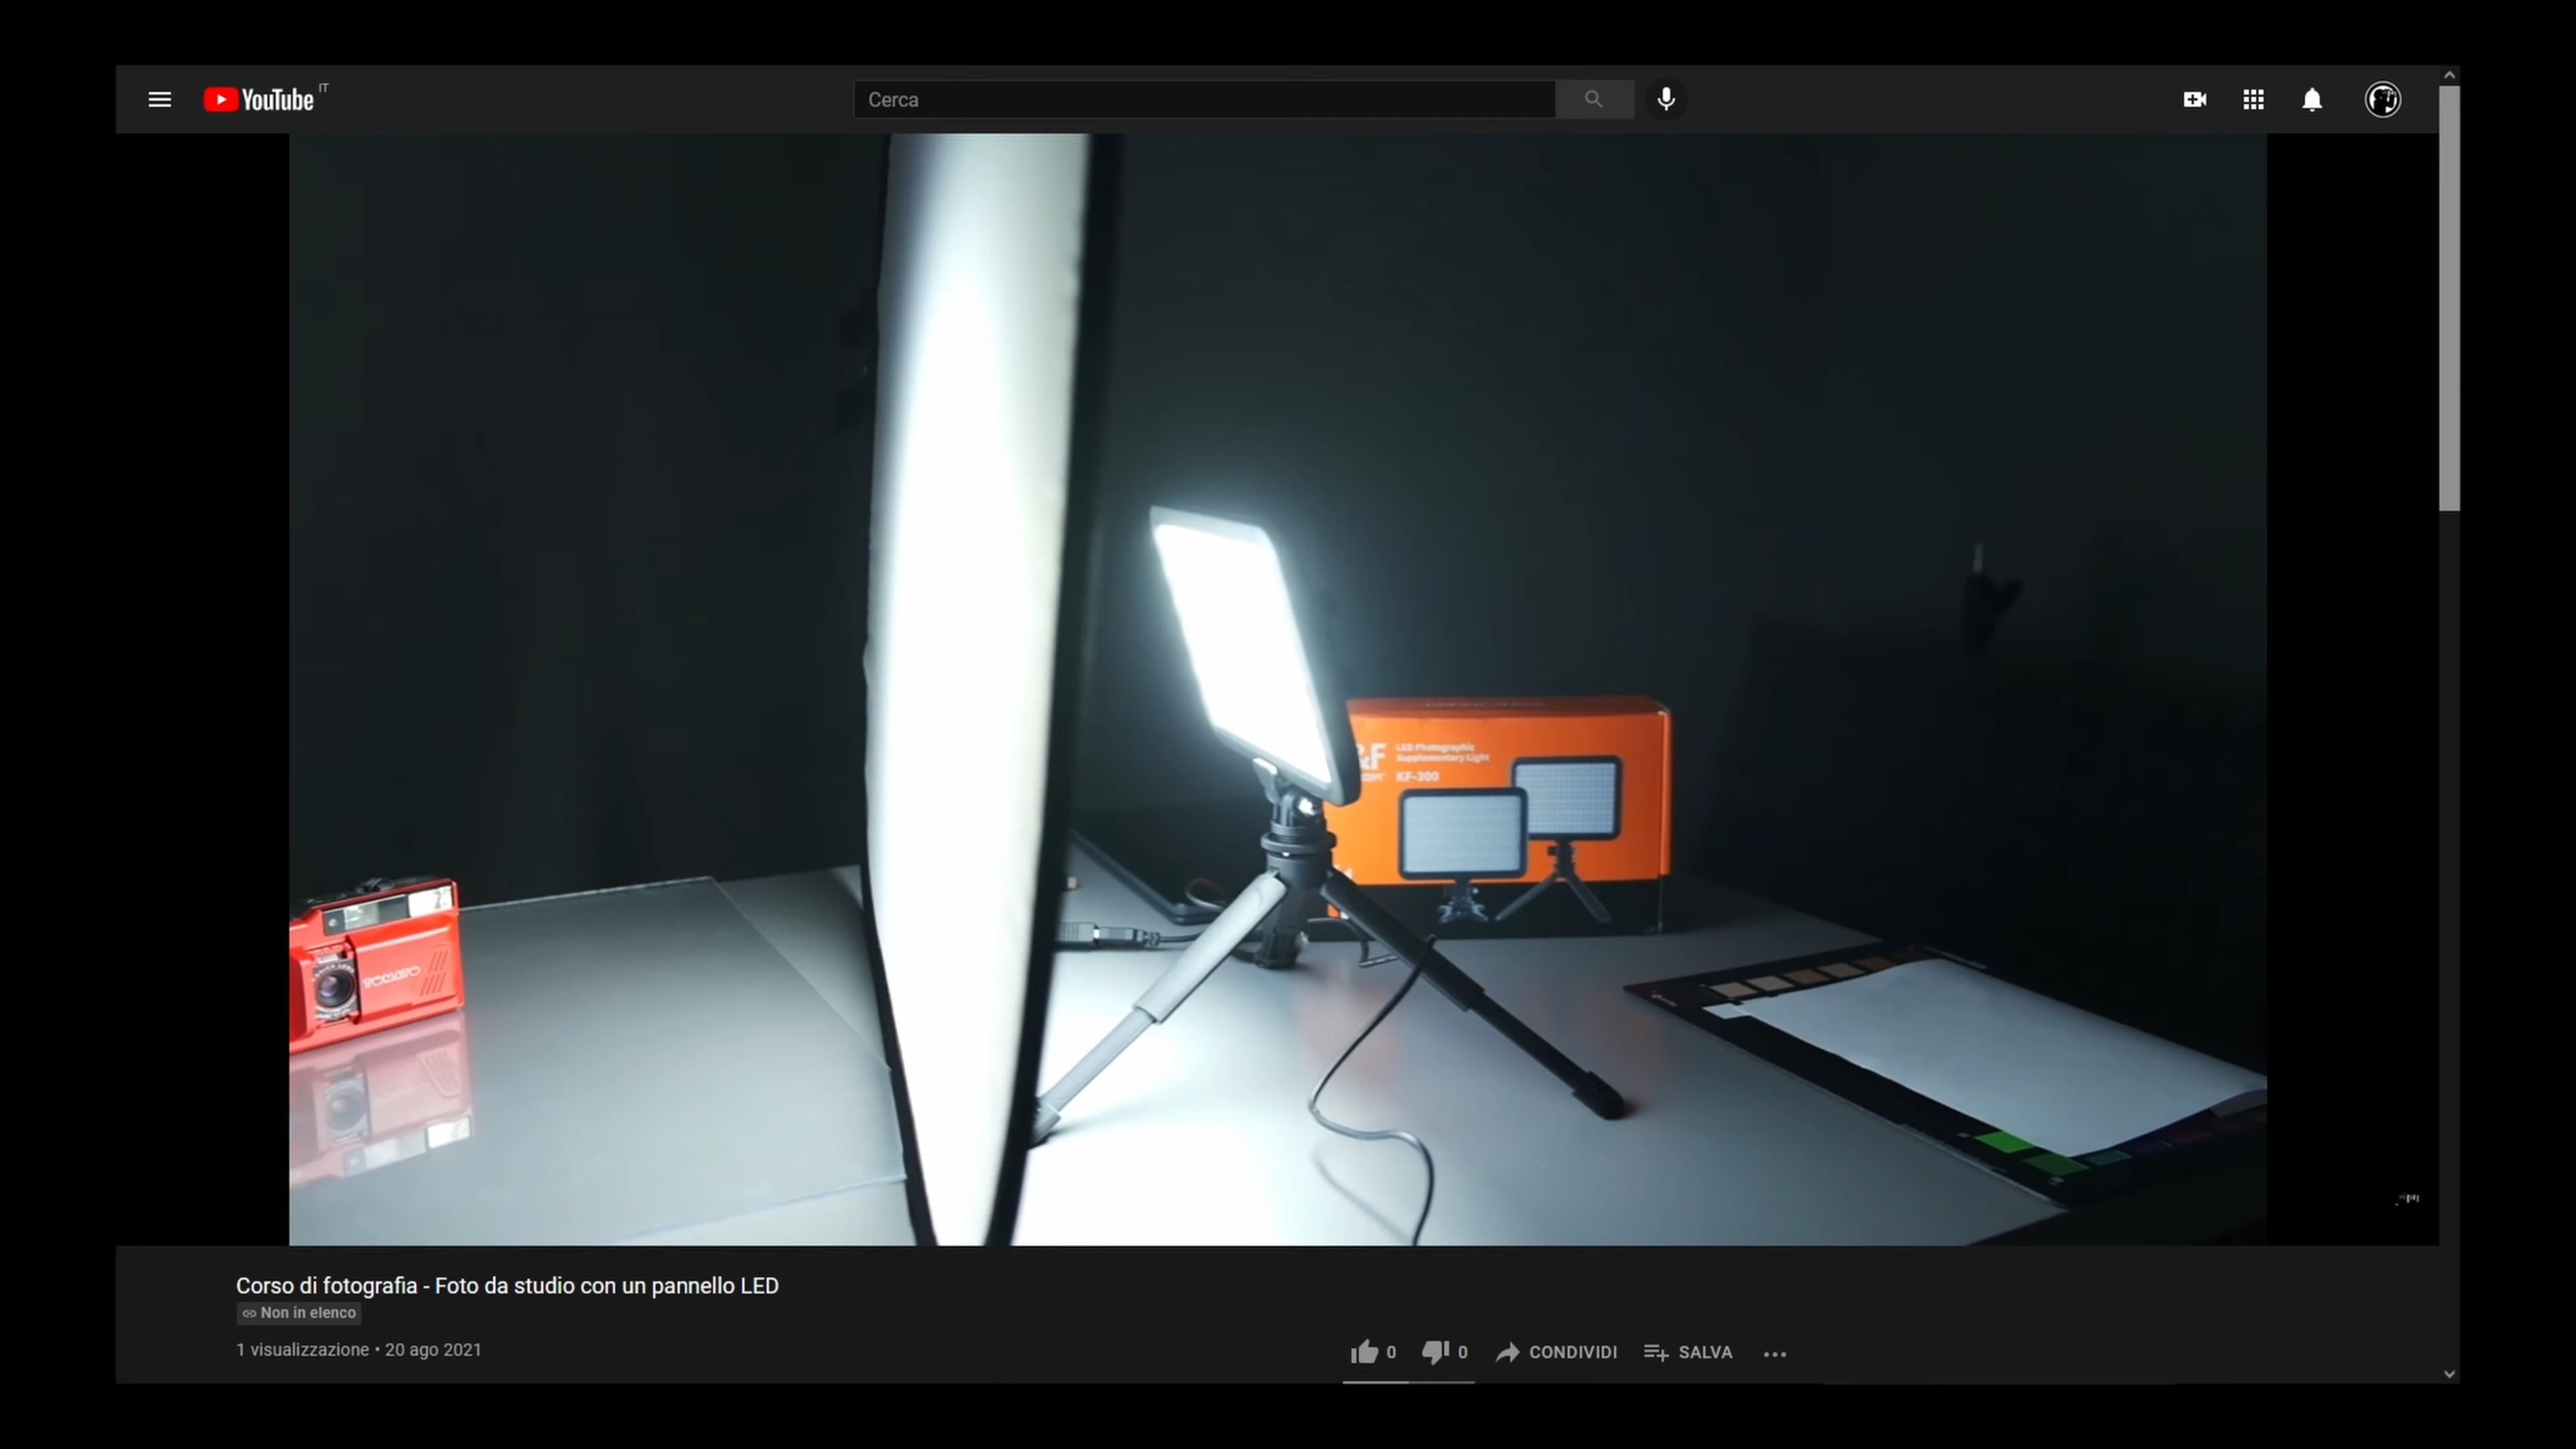 YouTube IT
Cerca
&F
LED Photographic
Supplementary Light
KF-300
TOMATO
Corso di fotografia - Foto da studio con un pannello LED
Non in elenco
1 visualizzazione • 20 ago 2021
0
0
CONDIVIDI
SALVA